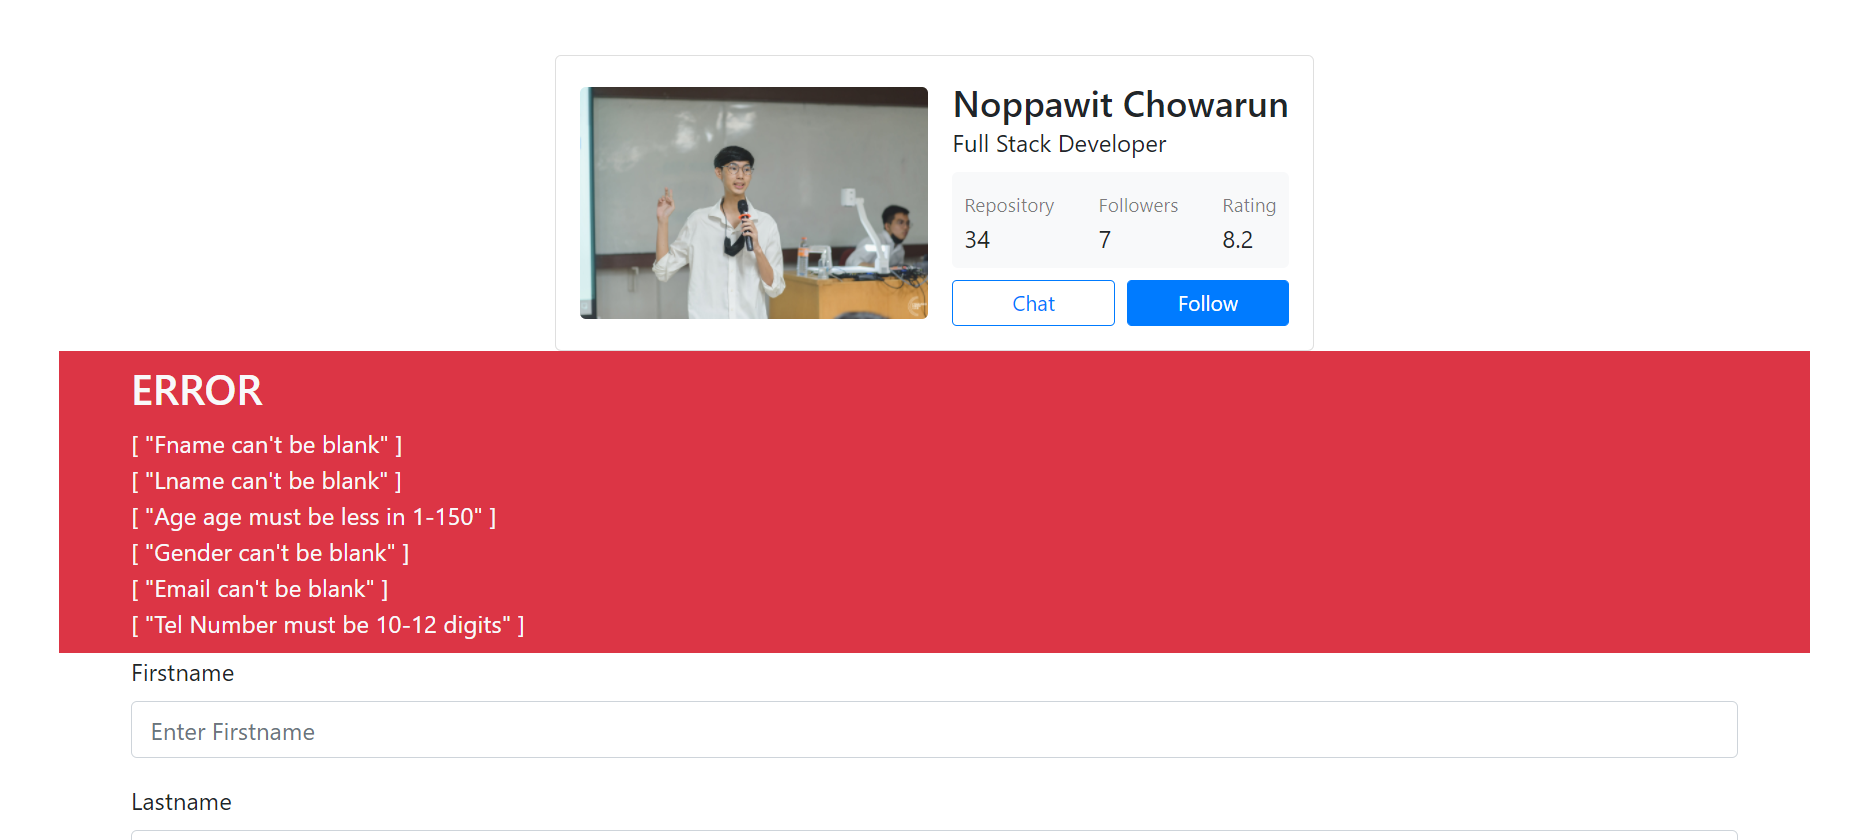 Noppawit Chowarun
Full Stack Developer
Repository Followers Rating
34 7 8.2
Chat Follow
ERROR
[ "Fname can't be blank" ]
[ "Lname can't be blank" ]
[ "Age age must be less in 1-150" ]
[ "Gender can't be blank" ]
[ "Email can't be blank" ]
[ "Tel Number must be 10-12 digits" ]
Firstname
Enter Firstname
Lastname